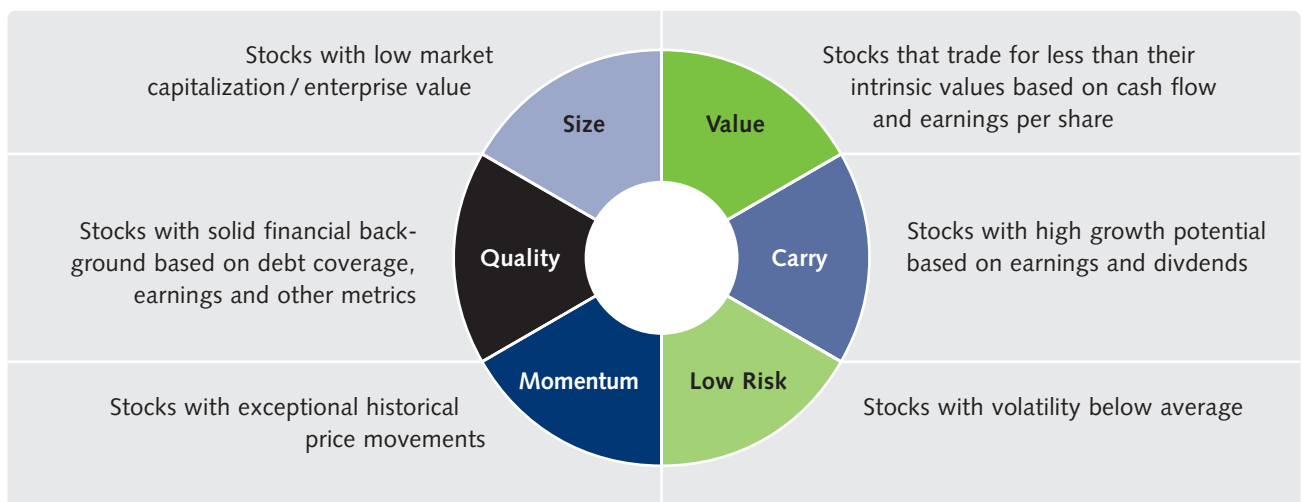 Stocks with low market
capitalization / enterprise value
Size
Value
Stocks that trade for less than their
intrinsic values based on cash flow
and earnings per share
Stocks with solid financial back-
ground based on debt coverage,
earnings and other metrics
Quality
Carry
Stocks with high growth potential
based on earnings and divdends
Stocks with exceptional historical
price movements
Momentum
Low Risk
Stocks with volatility below average